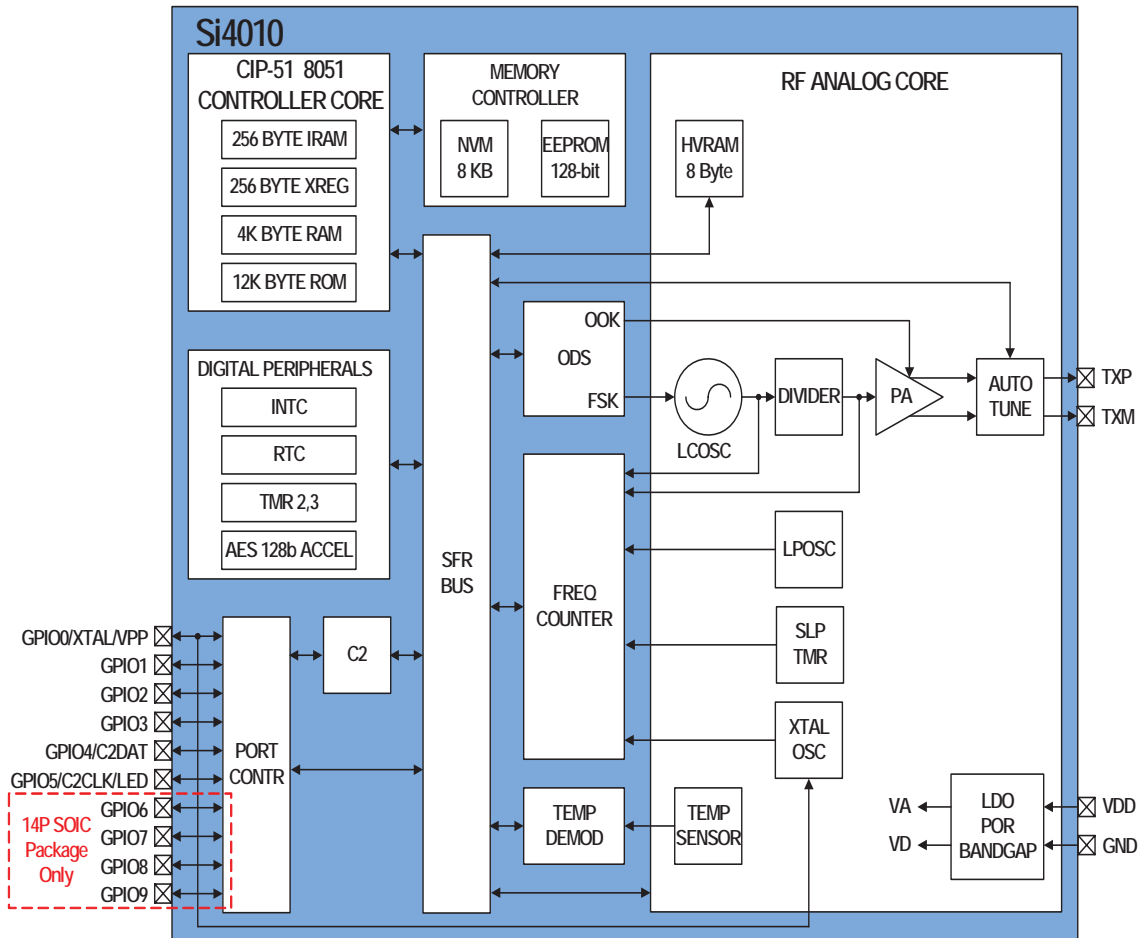 Si4010
CIP-51 8051
CONTROLLER CORE
256 BYTE IRAM
256 BYTE XREG
4K BYTE RAM
12K BYTE ROM
MEMORY
CONTROLLER
NVM
8 KB
EEPROM
128-bit
RF ANALOG CORE
HVRAM
8 Byte
DIGITAL PERIPHERALS
INTC
RTC
TMR 2,3
AES 128b ACCEL
SFR
BUS
OOK
ODS
FSK
LCOSC
DIVIDER
PA
AUTO
TUNE
TXP
TXM
FREQ
COUNTER
LPOSC
SLP
TMR
XTAL
OSC
C2
PORT
CONTR
GPIO0/XTAL/VPP
GPIO1
GPIO2
GPIO3
GPIO4/C2DAT
GPIO5/C2CLK/LED
GPIO6
GPIO7
GPIO8
GPIO9
14P SOIC
Package
Only
TEMP
DEMOD
TEMP
SENSOR
VA
VD
LDO
POR
BANDGAP
VDD
GND